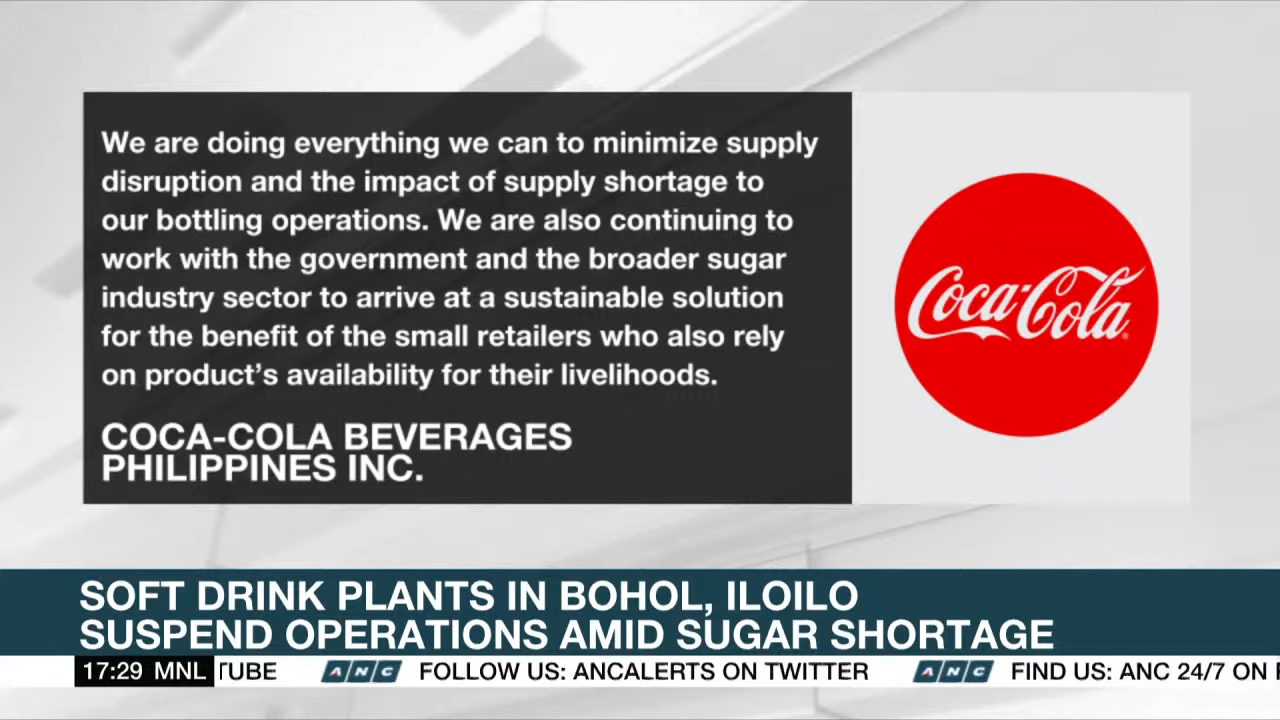 We are doing everything we can to minimize supply
disruption and the impact of supply shortage to
our bottling operations. We are also continuing to
work with the government and the broader sugar
industry sector to arrive at a sustainable solution
for the benefit of the small retailers who also rely
on product's availability for their livelihoods.
COCA-COLA BEVERAGES
PHILIPPINES INC.
Coca-Cola
SOFT DRINK PLANTS IN BOHOL, ILOILO
SUSPEND OPERATIONS AMID SUGAR SHORTAGE
17:29 MNL TUBE ANC FOLLOW US: ANCALERTS ON TWITTER ANC FIND US: ANC 24/7 ON